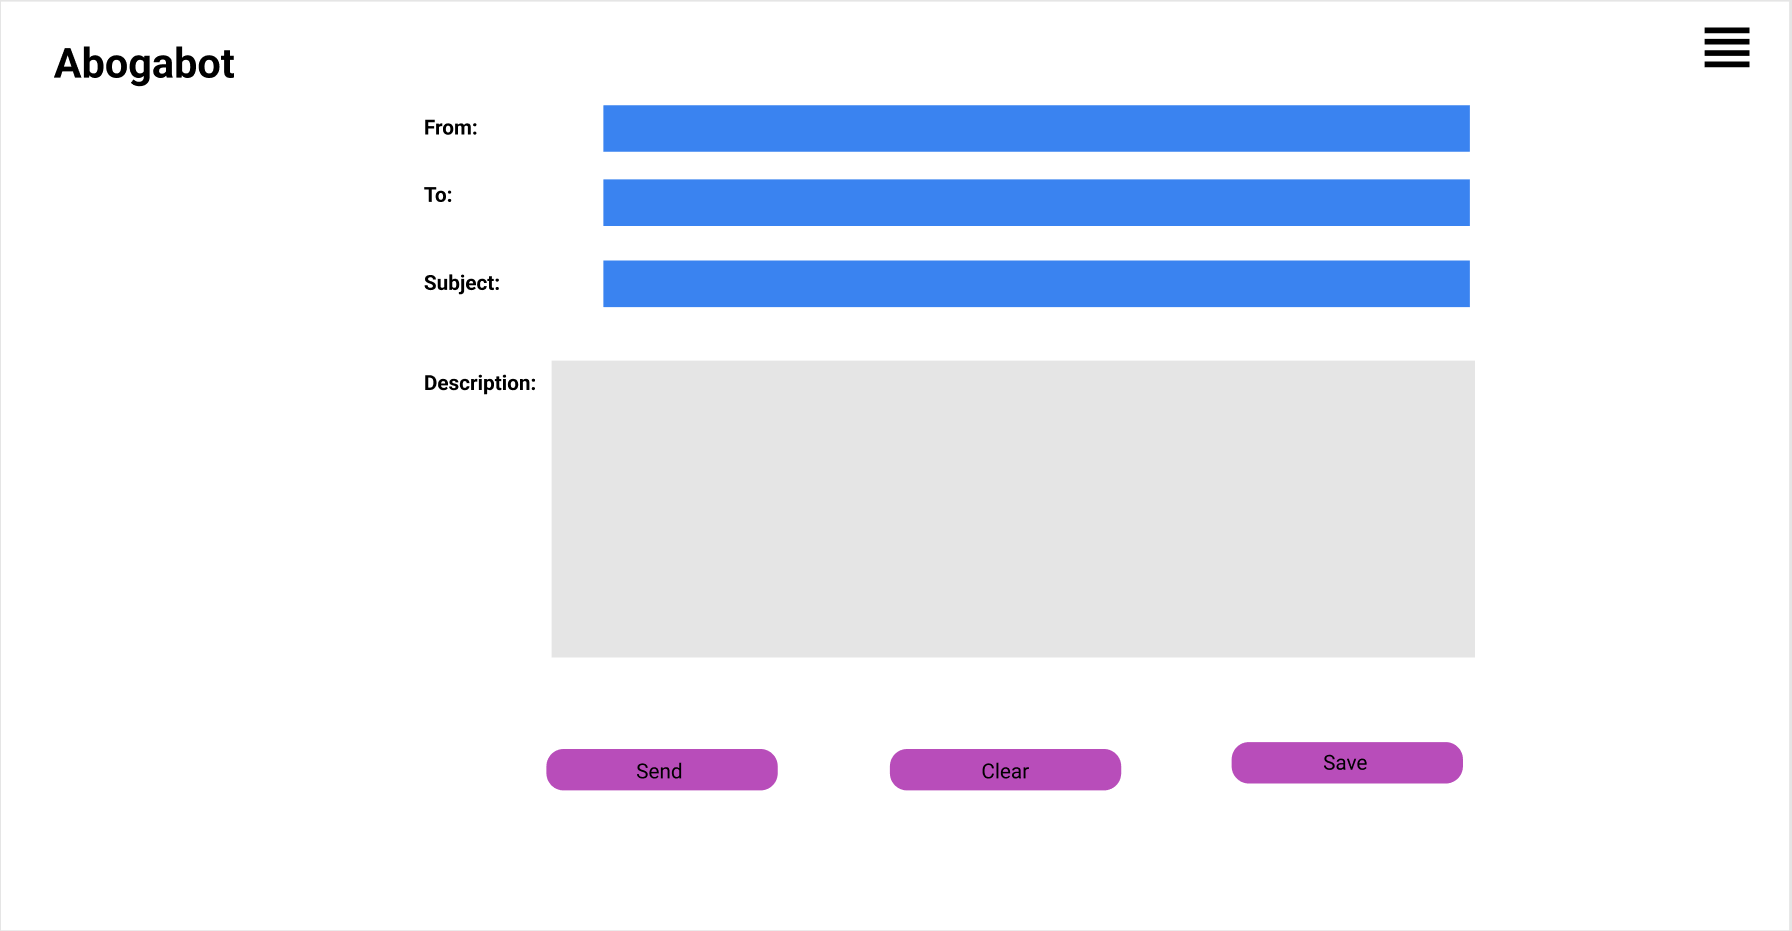 Abogabot
From:
To:
Subject:
Description:
Send
Clear
Save